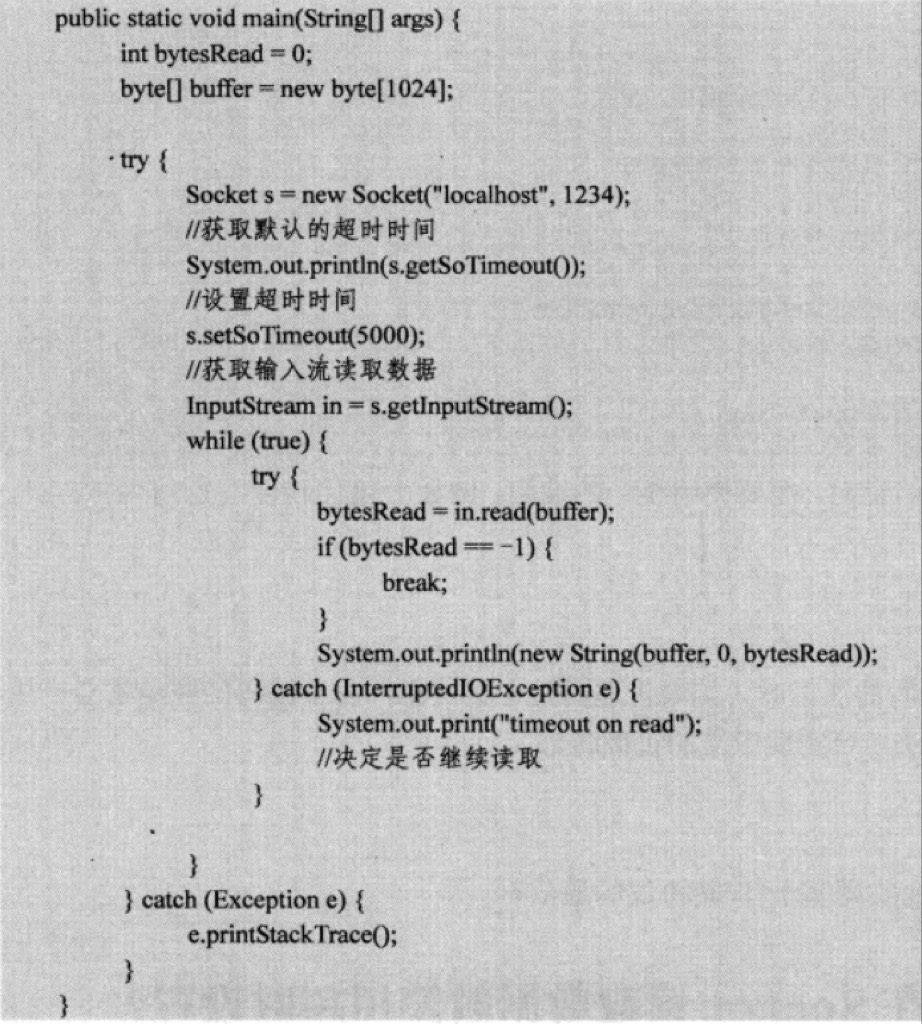 public static void main(String[] args) {
int bytesRead = 0;
byte[] buffer = new byte[1024];
try {
Socket s = new Socket("localhost", 1234);
//获取默认的超时时间
System.out.println(s.getSoTimeout());
//设置超时时间
s.setSoTimeout(5000);
//获取输入流读取数据
InputStream in = s.getInputStream();
while (true) {
try {
bytesRead = in.read(buffer);
if (bytesRead == -1) {
break;
}
System.out.println(new String(buffer, 0, bytesRead));
} catch (InterruptedIOException e) {
System.out.print("timeout on read");
//决定是否继续读取
}
}
} catch (Exception e) {
e.printStackTrace();
}
}